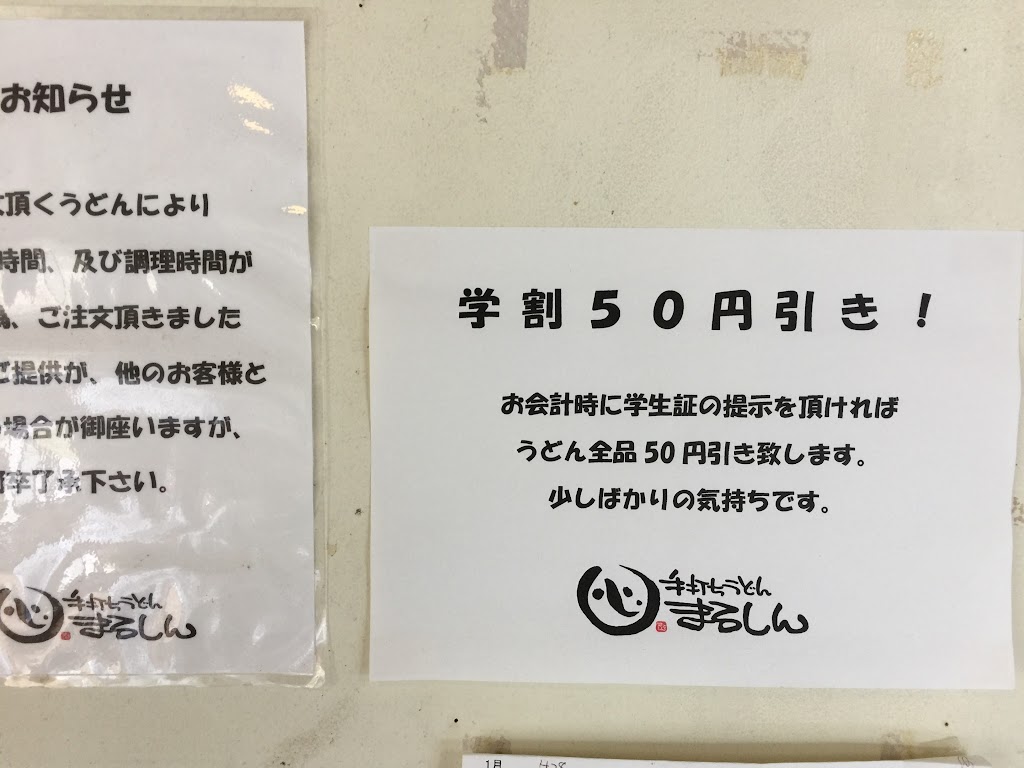 お知らせ
頂くうどんにより
時間、及び調理時間が
ご注文頂きました
ご提供が、他のお客様と
場合が御座いますが、
了承下さい。
手打ちうどん
まるしん
学割５０円引き！
お会計時に学生証の提示を頂ければ
うどん全品50円引き致します。
少しばかりの気持ちです。
手打ちうどん
まるしん
1月